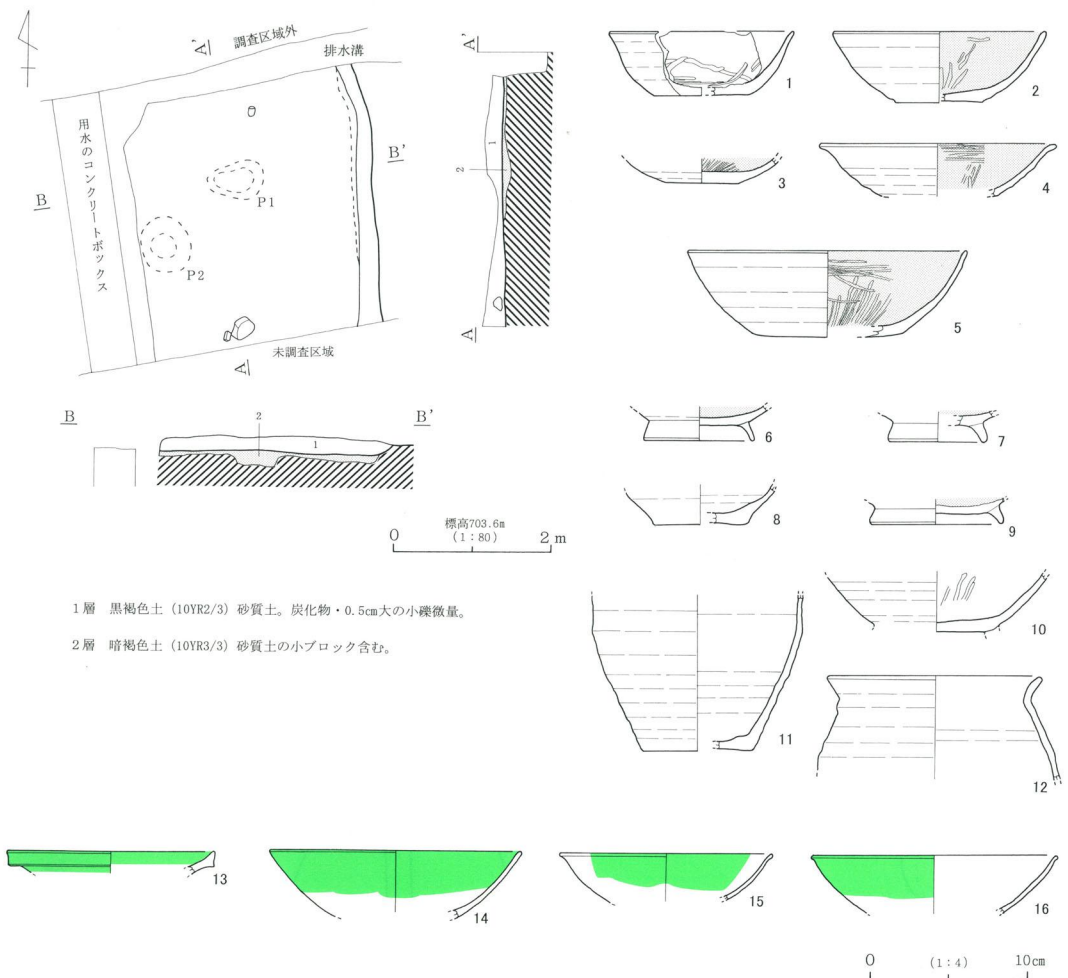 A'
調査区域外
排水溝
用水のコンクリートボックス
B
B'
P1
P2
A
未調査区域
A'
1
2
A
B
B'
2
1
標高703.6m
0 (1:80) 2m
1層 黒褐色土(10YR2/3)砂質土。炭化物・0.5cm大の小礫微量。
2層 暗褐色土(10YR3/3)砂質土の小ブロック含む。
1
2
3
4
5
6
7
8
9
10
11
12
13
14
15
16
0 (1:4) 10cm